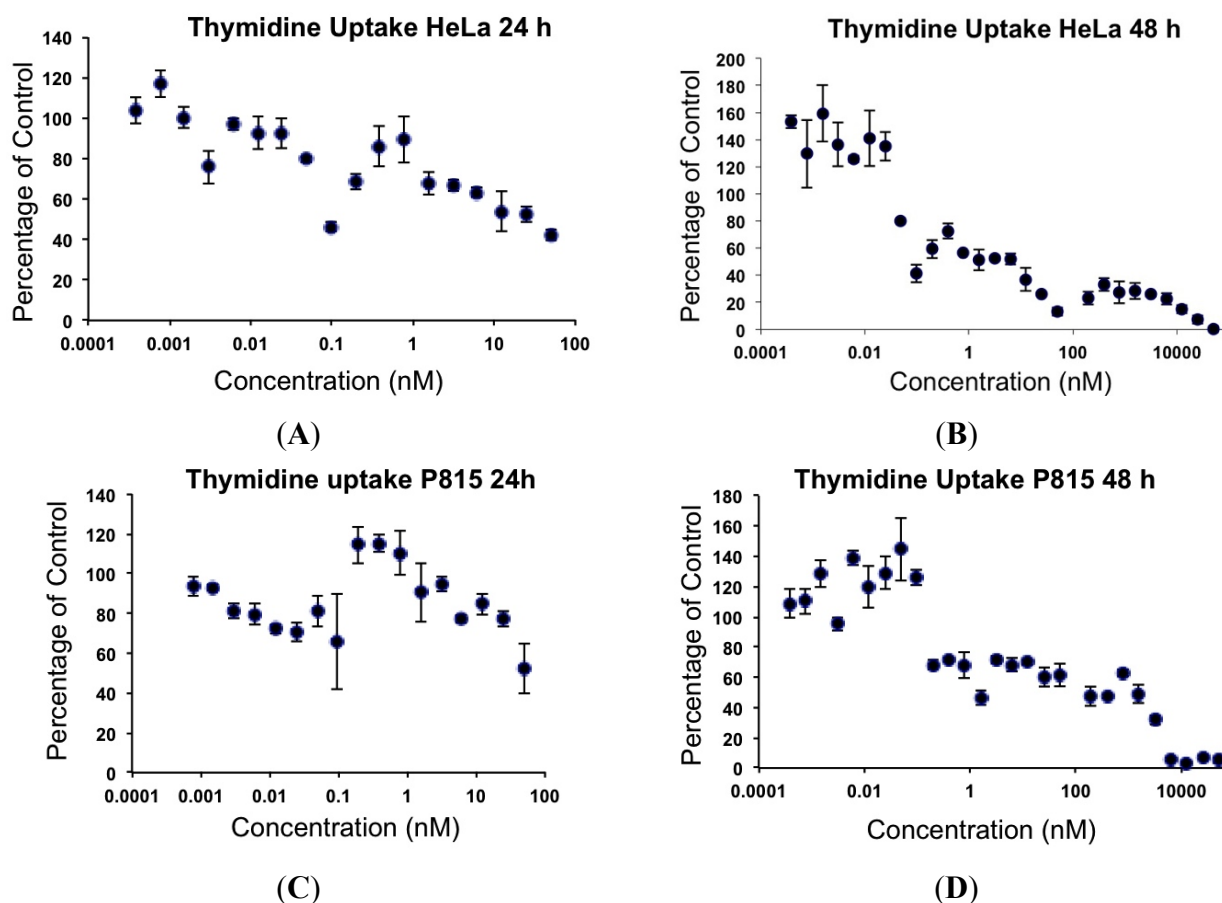 Thymidine Uptake HeLa 24 h
Percentage of Control
140
120
100
80
60
40
20
0
0.0001 0.001 0.01 0.1 1 10 100
Concentration (nM)
(A)
Thymidine Uptake HeLa 48 h
Percentage of Control
200
180
160
140
120
100
80
60
40
20
0
0.0001 0.01 1 100 10000
Concentration (nM)
(B)
Thymidine uptake P815 24h
Percentage of Control
140
120
100
80
60
40
20
0
0.0001 0.001 0.01 0.1 1 10 100
Concentration (nM)
(C)
Thymidine Uptake P815 48 h
Percentage of Control
180
160
140
120
100
80
60
40
20
0
0.0001 0.01 1 100 10000
Concentration (nM)
(D)